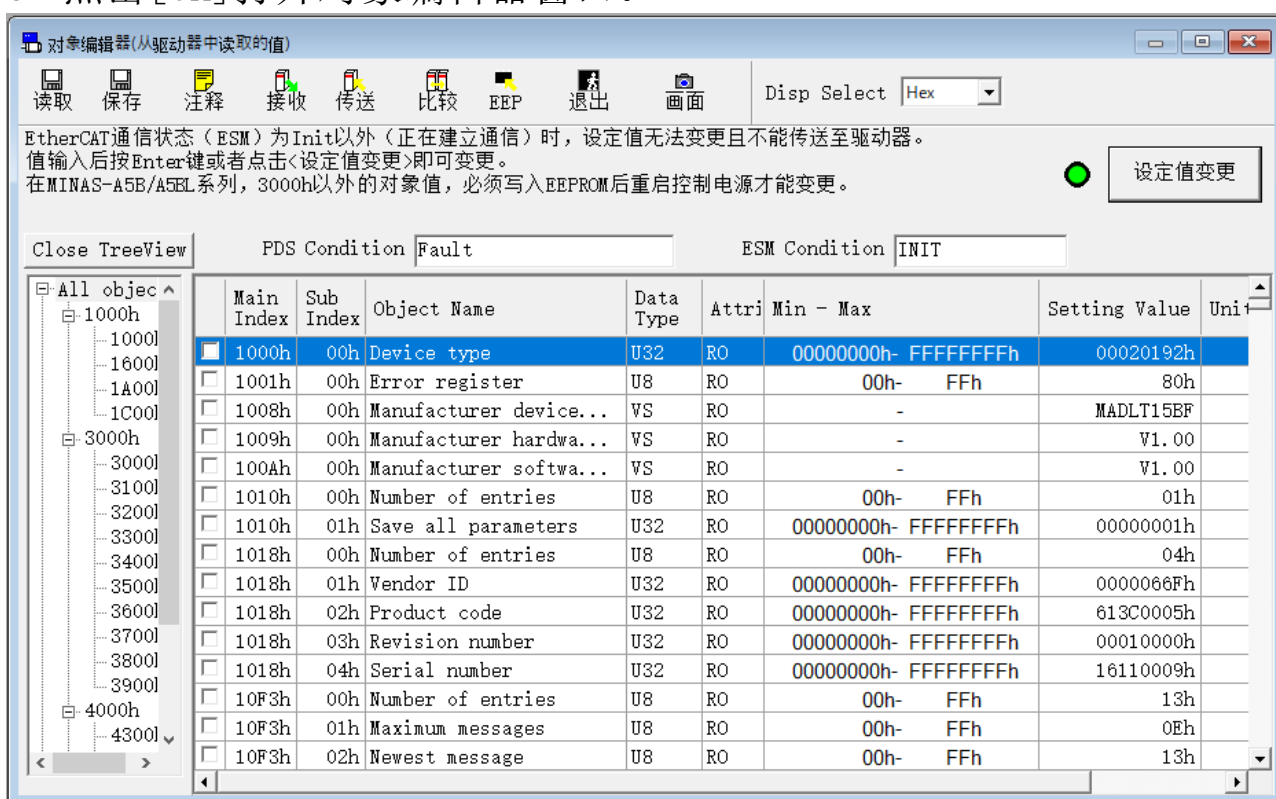 对象编辑器(从驱动器中读取的值)
读取 保存 注释 接收 传送 比较 EEP 退出 画面 Disp Select Hex
EtherCAT通信状态（ESM）为Init以外（正在建立通信）时，设定值无法变更且不能传送至驱动器。
值输入后按Enter键或者点击<设定值变更>即可变更。
在MINAS-A5B/A5BL系列，3000h以外的对象值，必须写入EEPROM后重启控制电源才能变更。
设定值变更
Close TreeView PDS Condition Fault ESM Condition INIT
All objec
1000h
1000
1600
1A00
1C00
3000h
3000
3100
3200
3300
3400
3500
3600
3700
3800
3900
4000h
4300
Main Index Sub Index Object Name Data Type Attri Min - Max Setting Value Unit
1000h 00h Device type U32 RO 00000000h- FFFFFFFFh 00020192h
1001h 00h Error register U8 RO 00h- FFh 80h
1008h 00h Manufacturer device... VS RO - MADLT15BF
1009h 00h Manufacturer hardwa... VS RO - V1.00
100Ah 00h Manufacturer softwa... VS RO - V1.00
1010h 00h Number of entries U8 RO 00h- FFh 01h
1010h 01h Save all parameters U32 RO 00000000h- FFFFFFFFh 00000001h
1018h 00h Number of entries U8 RO 00h- FFh 04h
1018h 01h Vendor ID U32 RO 00000000h- FFFFFFFFh 0000066Fh
1018h 02h Product code U32 RO 00000000h- FFFFFFFFh 613C0005h
1018h 03h Revision number U32 RO 00000000h- FFFFFFFFh 00010000h
1018h 04h Serial number U32 RO 00000000h- FFFFFFFFh 16110009h
10F3h 00h Number of entries U8 RO 00h- FFh 13h
10F3h 01h Maximum messages U8 RO 00h- FFh 0Eh
10F3h 02h Newest message U8 RO 00h- FFh 13h